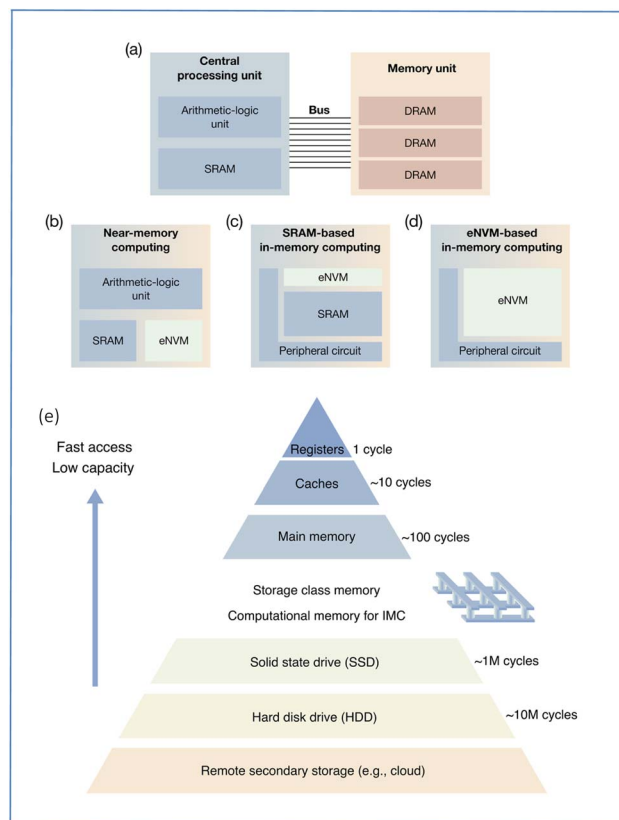 (a)
Central
processing unit
Arithmetic-logic
unit
SRAM
Bus
Memory unit
DRAM
DRAM
DRAM
(b)
Near-memory
computing
Arithmetic-logic
unit
SRAM
eNVM
(c)
SRAM-based
in-memory computing
eNVM
SRAM
Peripheral circuit
(d)
eNVM-based
in-memory computing
eNVM
Peripheral circuit
(e)
Fast access
Low capacity
Registers
1 cycle
Caches
~10 cycles
Main memory
~100 cycles
Storage class memory
Computational memory for IMC
Solid state drive (SSD)
~1M cycles
Hard disk drive (HDD)
~10M cycles
Remote secondary storage (e.g., cloud)